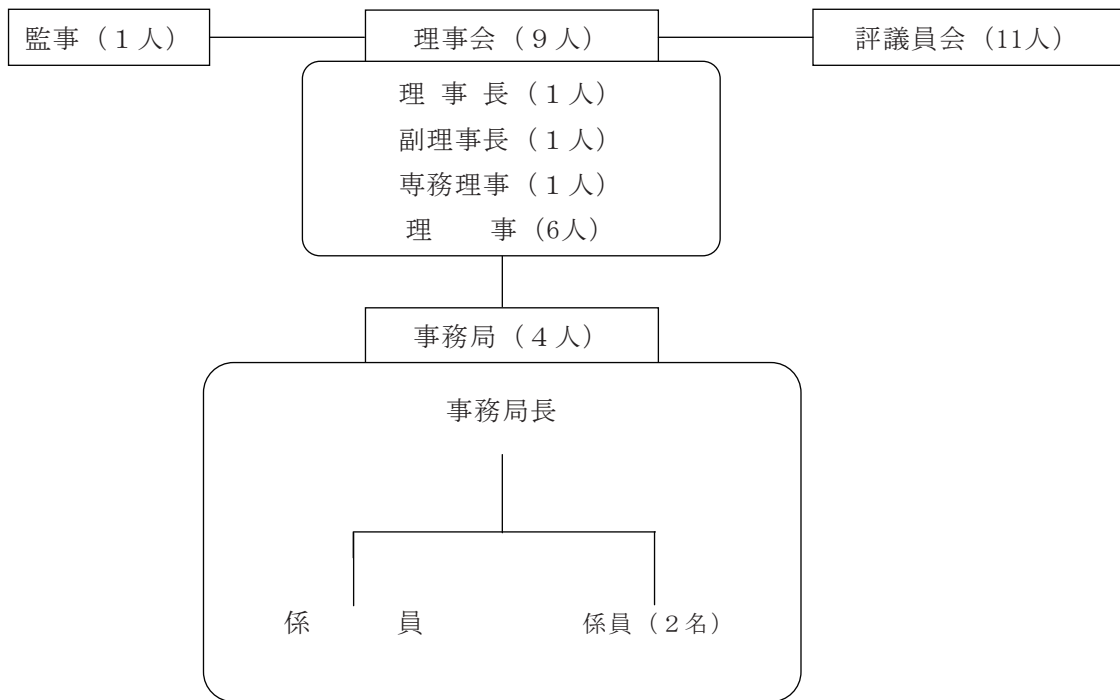 監事（１人）
理事会（９人）
評議員会（11人）
理 事 長（１人）
副理事長（１人）
専務理事（１人）
理　　事（6人）
事務局（４人）
事務局長
係　　員
係員（２名）